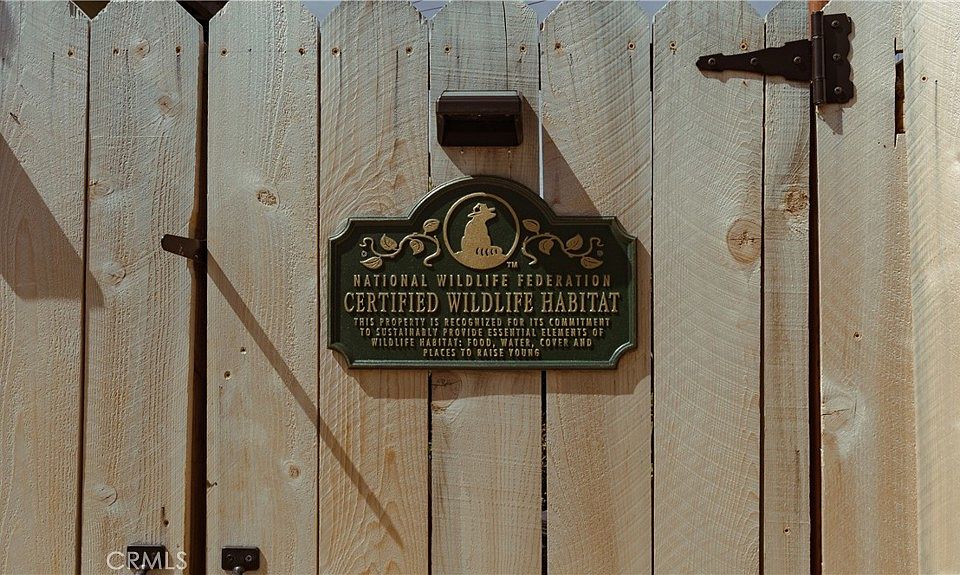 TM
NATIONAL WILDLIFE FEDERATION
CERTIFIED WILDLIFE HABITAT
THIS PROPERTY IS RECOGNIZED FOR ITS COMMITMENT
TO SUSTAINABLY PROVIDE ESSENTIAL ELEMENTS OF
WILDLIFE HABITAT: FOOD, WATER, COVER AND
PLACES TO RAISE YOUNG
CRMLS